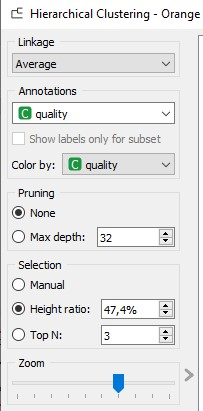 Hierarchical Clustering - Orange
Linkage
Average
Annotations
C quality
Show labels only for subset
Color by: C quality
Pruning
None
Max depth: 32
Selection
Manual
Height ratio: 47,4%
Top N: 3
Zoom